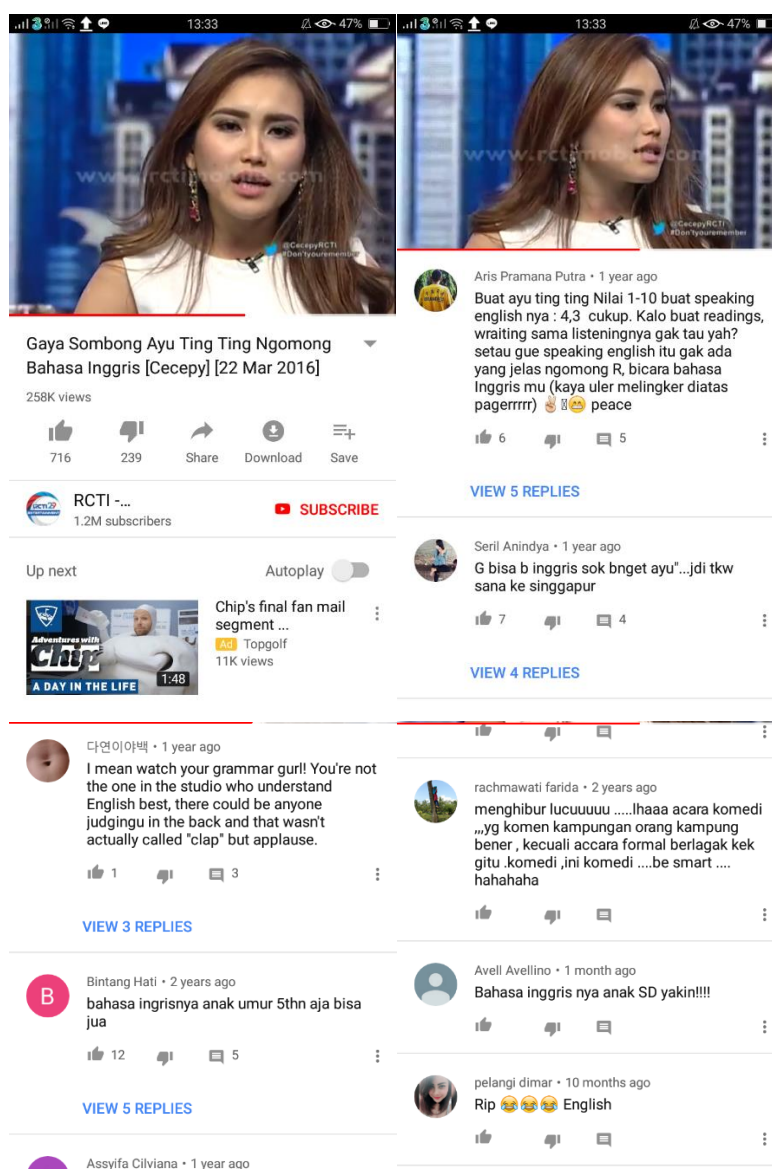 13:33
47%
www.rctimobi.com
@CecepyRCTI
#Don'tyouremember
Gaya Sombong Ayu Ting Ting Ngomong
Bahasa Inggris [Cecepy] [22 Mar 2016]
258K views
716
239
Share
Download
Save
RCTI -...
1.2M subscribers
SUBSCRIBE
Up next
Autoplay
Adventures with
Chip
A DAY IN THE LIFE
1:48
Chip's final fan mail
segment ...
Ad Topgolf
11K views
다연이야백 • 1 year ago
I mean watch your grammar gurl! You're not
the one in the studio who understand
English best, there could be anyone
judgingu in the back and that wasn't
actually called "clap" but applause.
1
3
VIEW 3 REPLIES
B
Bintang Hati • 2 years ago
bahasa ingrisnya anak umur 5thn aja bisa
jua
12
5
VIEW 5 REPLIES
Assyifa Cilviana • 1 year ago
13:33
47%
www.rctimobi.com
@CecepyRCTI
#Don'tyouremember
Aris Pramana Putra • 1 year ago
Buat ayu ting ting Nilai 1-10 buat speaking
english nya : 4,3 cukup. Kalo buat readings,
wraiting sama listeningnya gak tau yah?
setau gue speaking english itu gak ada
yang jelas ngomong R, bicara bahasa
Inggris mu (kaya uler melingker diatas
pagerrrrr) ✌️ 😁 peace
6
5
VIEW 5 REPLIES
Seril Anindya • 1 year ago
G bisa b inggris sok bnget ayu"...jdi tkw
sana ke singgapur
7
4
VIEW 4 REPLIES
rachmawati farida • 2 years ago
menghibur lucuuuuu .....lhaaa acara komedi
,,,yg komen kampungan orang kampung
bener , kecuali accara formal berlagak kek
gitu .komedi ,ini komedi ....be smart ....
hahahaha
Avell Avellino • 1 month ago
Bahasa inggris nya anak SD yakin!!!!
pelangi dimar • 10 months ago
Rip 😂😂😂 English